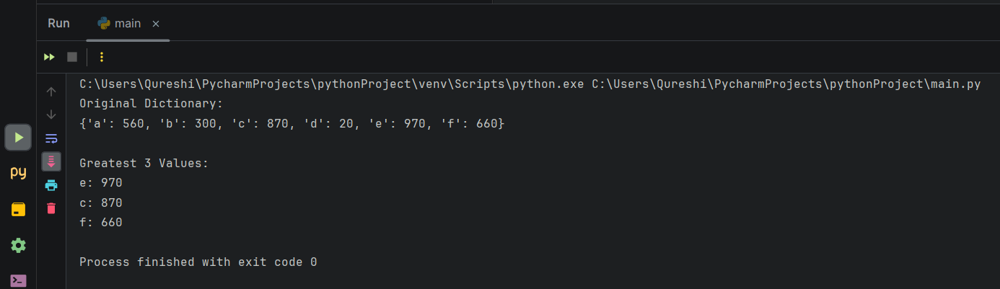 Run main ×
C:\Users\Qureshi\PycharmProjects\pythonProject\venv\Scripts\python.exe C:\Users\Qureshi\PycharmProjects\pythonProject\main.py
Original Dictionary:
{'a': 560, 'b': 300, 'c': 870, 'd': 20, 'e': 970, 'f': 660}
Greatest 3 Values:
e: 970
c: 870
f: 660
Process finished with exit code 0
py